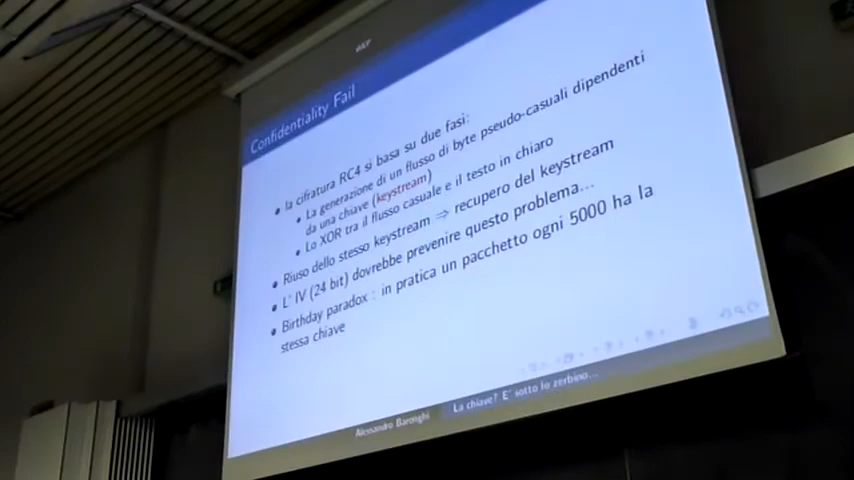 WEP
Confidentiality Fail
la cifratura RC4 si basa su due fasi:
La generazione di un flusso di byte pseudo-casuali dipendenti
da una chiave (keystream)
Lo XOR tra il flusso casuale e il testo in chiaro
Riuso dello stesso keystream ⇒ recupero del keystream
L' IV (24 bit) dovrebbe prevenire questo problema...
Birthday paradox : in pratica un pacchetto ogni 5000 ha la
stessa chiave
Alessandro Barenghi
La chiave? E' sotto lo zerbino...